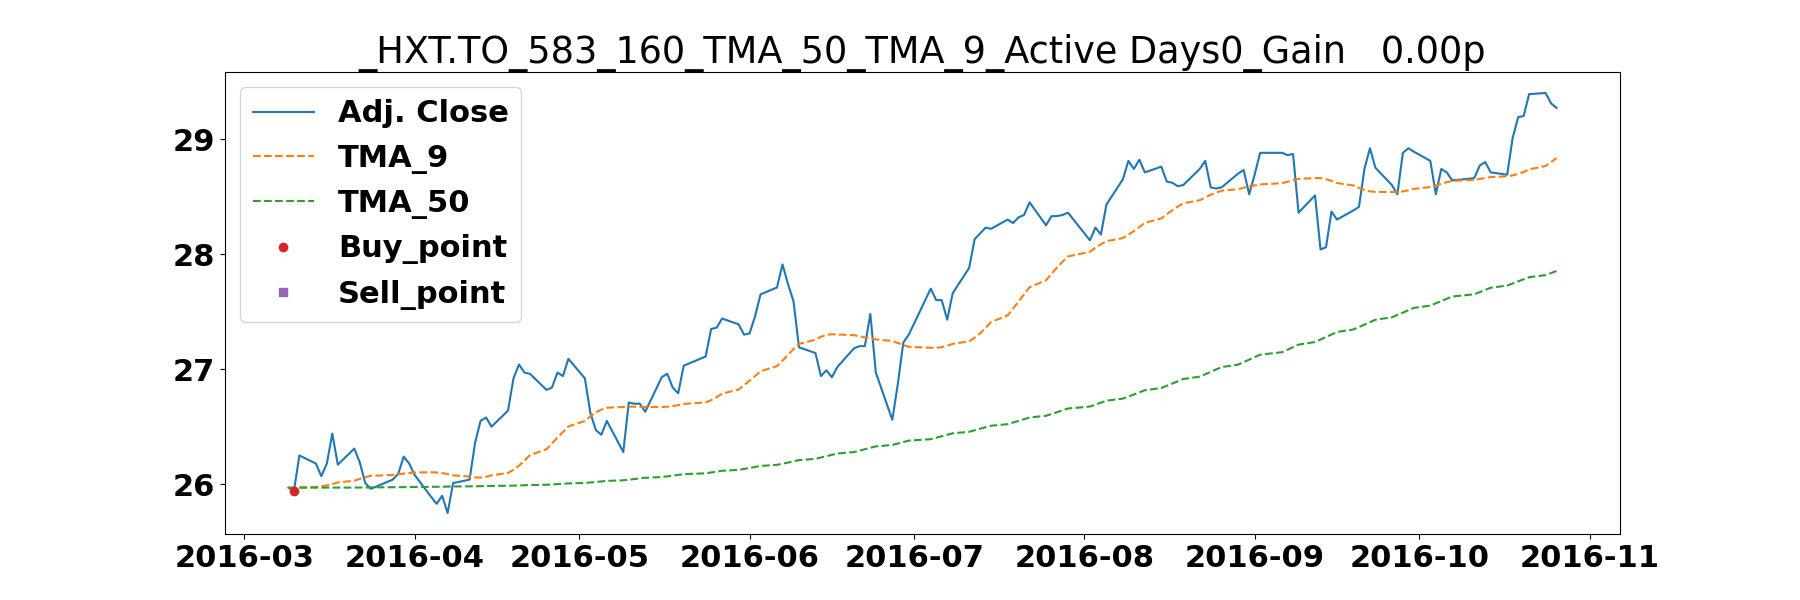 _HXT.TO_583_160_TMA_50_TMA_9_Active Days0_Gain   0.00p
Adj. Close
TMA_9
TMA_50
Buy_point
Sell_point
29
28
27
26
2016-03 2016-04 2016-05 2016-06 2016-07 2016-08 2016-09 2016-10 2016-11